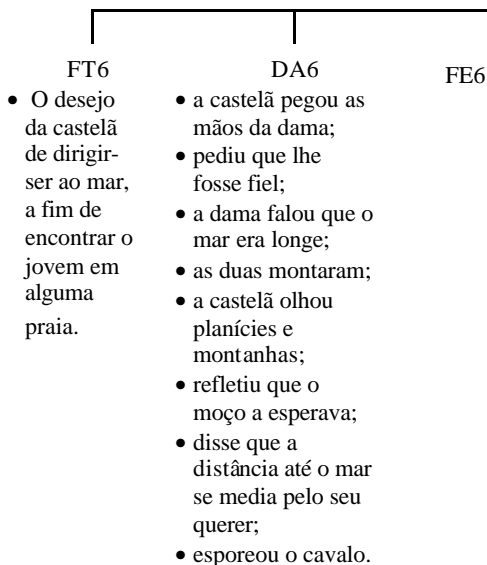 FT6
• O desejo
da castelã
de dirigir-
ser ao mar,
a fim de
encontrar o
jovem em
alguma
praia.
DA6
• a castelã pegou as
mãos da dama;
• pediu que lhe
fosse fiel;
• a dama falou que o
mar era longe;
• as duas montaram;
• a castelã olhou
planícies e
montanhas;
• refletiu que o
moço a esperava;
• disse que a
distância até o mar
se media pelo seu
querer;
• esporeou o cavalo.
FE6